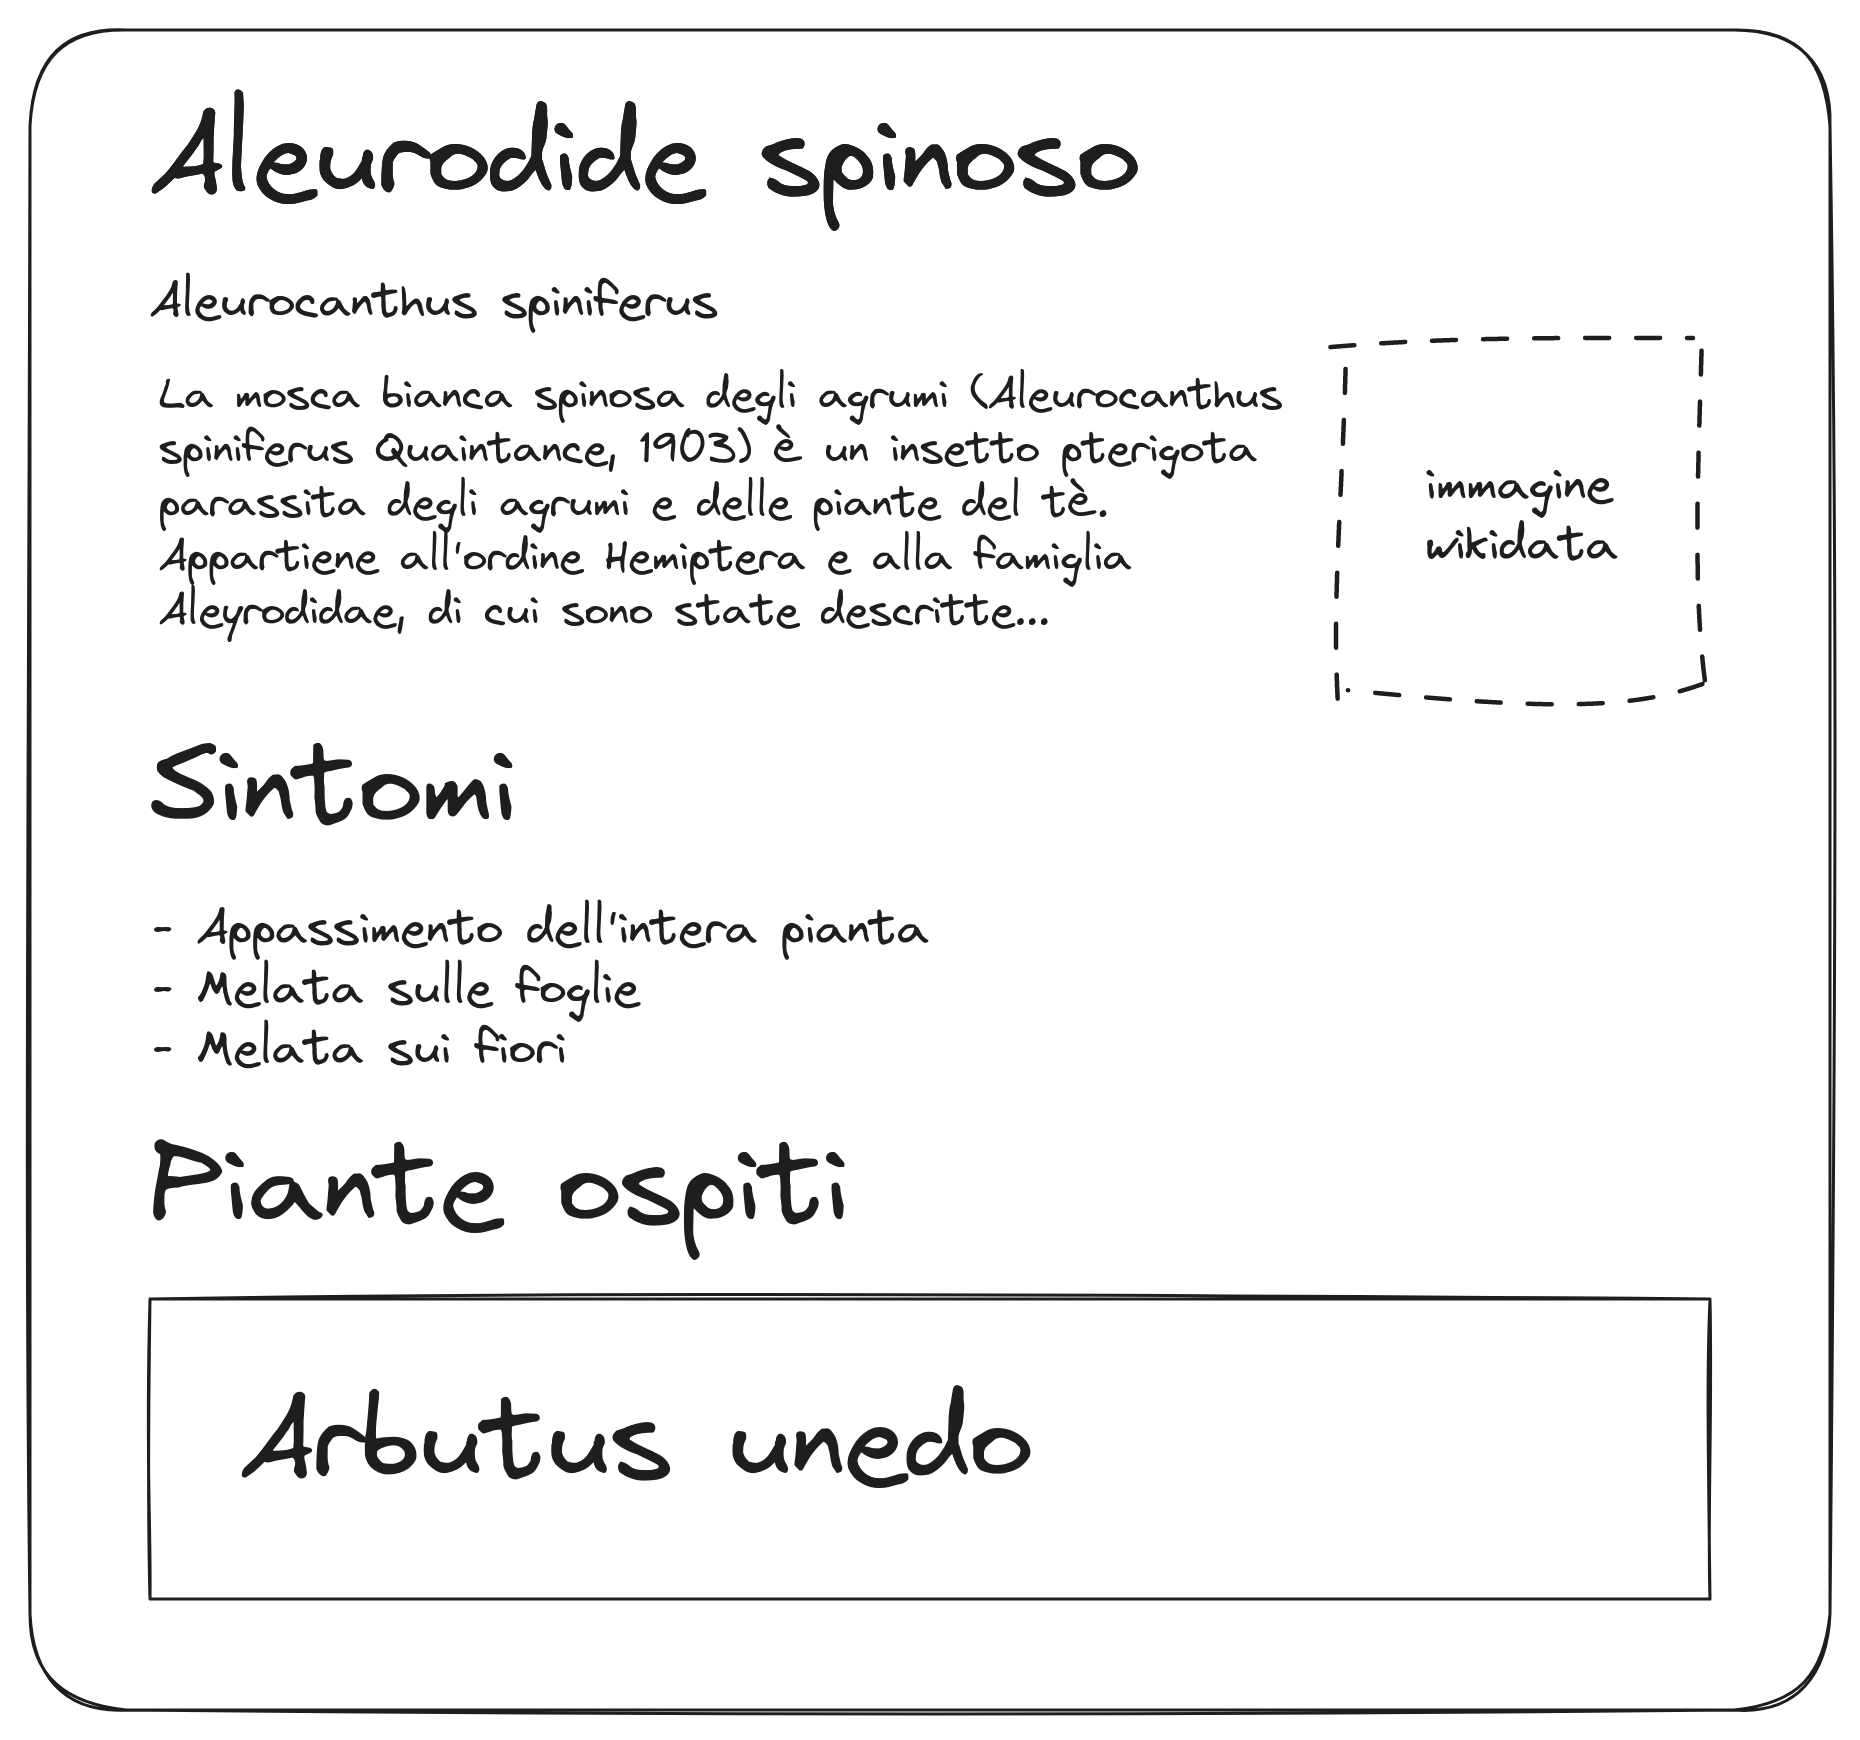 Aleurodide spinoso
Aleurocanthus spiniferus
La mosca bianca spinosa degli agrumi (Aleurocanthus
spiniferus Quaintance, 1903) è un insetto pterigota
parassita degli agrumi e delle piante del tè.
Appartiene all'ordine Hemiptera e alla famiglia
Aleyrodidae, di cui sono state descritte...
immagine
wikidata
Sintomi
- Appassimento dell'intera pianta
- Melata sulle foglie
- Melata sui fiori
Piante ospiti
Arbutus unedo